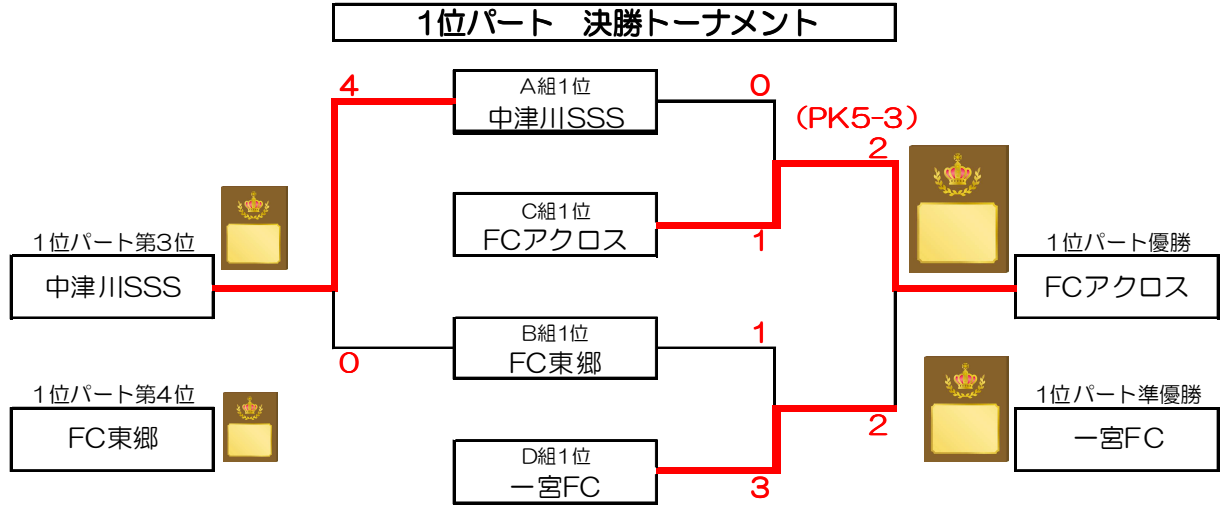 1位パート 決勝トーナメント
4
A組1位
中津川SSS
0
(PK5-3)
2
C組1位
FCアクロス
1
1位パート第3位
中津川SSS
1位パート優勝
FCアクロス
B組1位
FC東郷
1
0
1位パート第4位
FC東郷
2
1位パート準優勝
一宮FC
D組1位
一宮FC
3